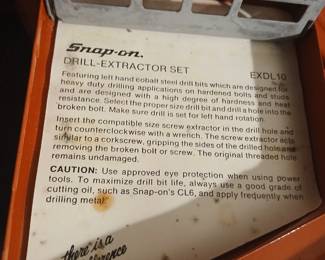 Snap-on.
DRILL-EXTRACTOR SET EXDL10
Featuring left hand cobalt steel drill bits which are designed for
heavy duty drilling applications on hardened bolts and studs
and are designed with a high degree of hardness and heat
resistance. Select the proper size drill bit and drill a hole into the
broken bolt. Make sure drill is set for left hand rotation.
Insert the compatible size screw extractor in the drill hole and
turn counterclockwise with a wrench. The screw extractor acts
similar to a corkscrew, gripping the sides of the drilled hole and
removing the broken bolt or screw. The original threaded hole
remains undamaged.
CAUTION: Use approved eye protection when using power
tools. To maximize drill bit life, always use a good grade of
cutting oil, such as Snap-on's CL6, and apply frequently when
drilling metal.
there is a
difference